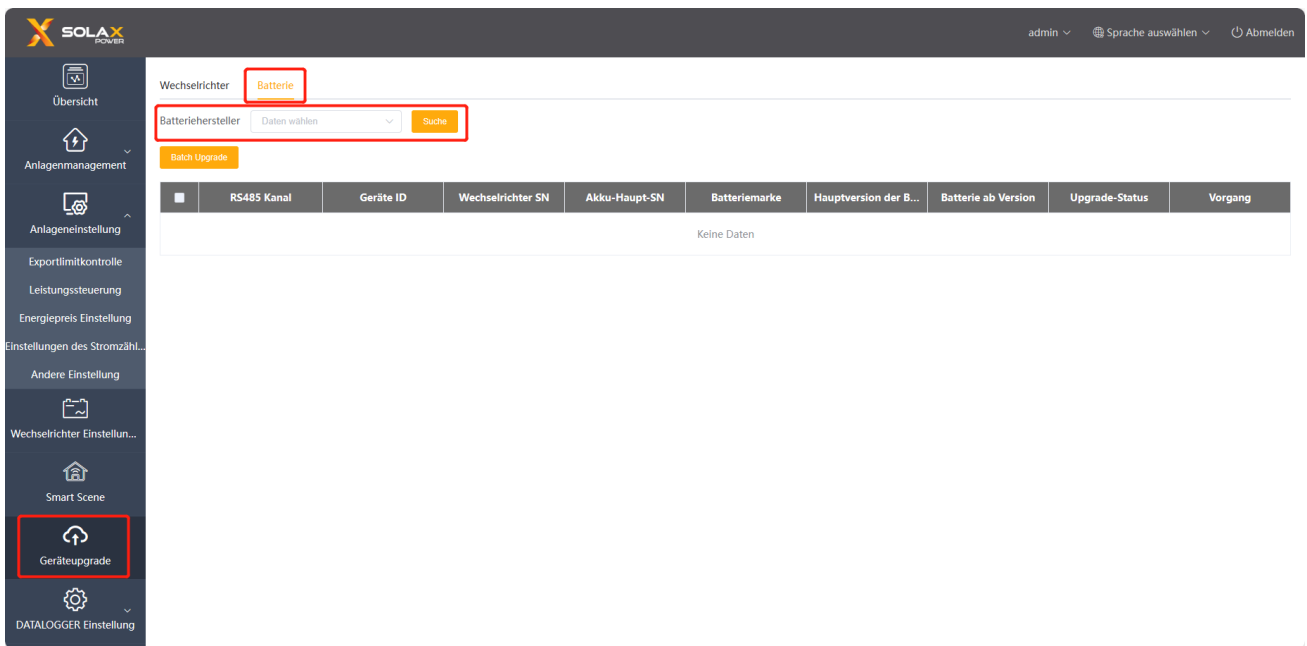 SOLAX POWER
admin Sprache auswählen Abmelden
Übersicht
Anlagenmanagement
Anlageneinstellung
Exportlimitkontrolle
Leistungssteuerung
Energiepreis Einstellung
Einstellungen des Stromzähl...
Andere Einstellung
Wechselrichter Einstellun...
Smart Scene
Geräteupgrade
DATALOGGER Einstellung
Wechselrichter Batterie
Batteriehersteller Daten wählen Suche
Batch Upgrade
RS485 Kanal Geräte ID Wechselrichter SN Akku-Haupt-SN Batteriemarke Hauptversion der B... Batterie ab Version Upgrade-Status Vorgang
Keine Daten